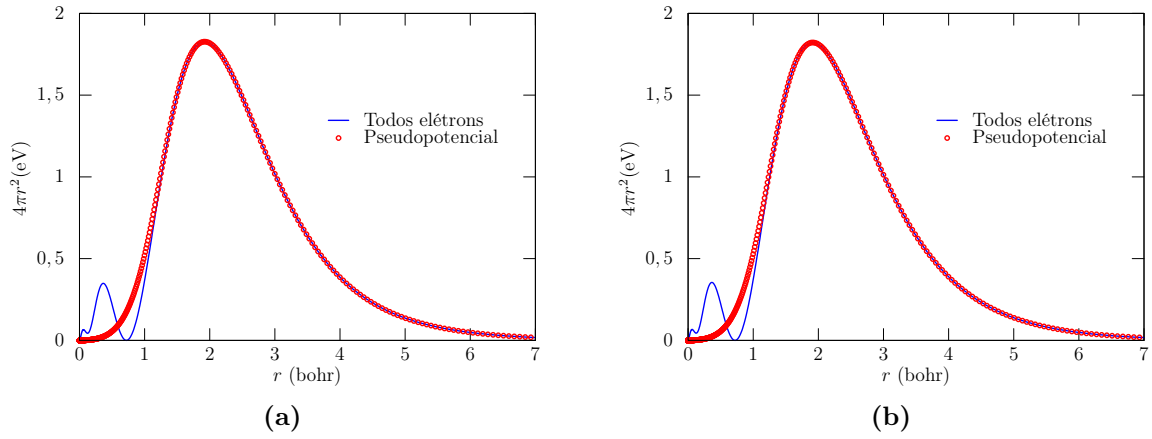 2
1, 5
1
0, 5
0
4πr²(eV)
Todos elétrons
Pseudopotencial
0 1 2 3 4 5 6 7
r (bohr)
(a)
2
1, 5
1
0, 5
0
4πr²(eV)
Todos elétrons
Pseudopotencial
0 1 2 3 4 5 6 7
r (bohr)
(b)